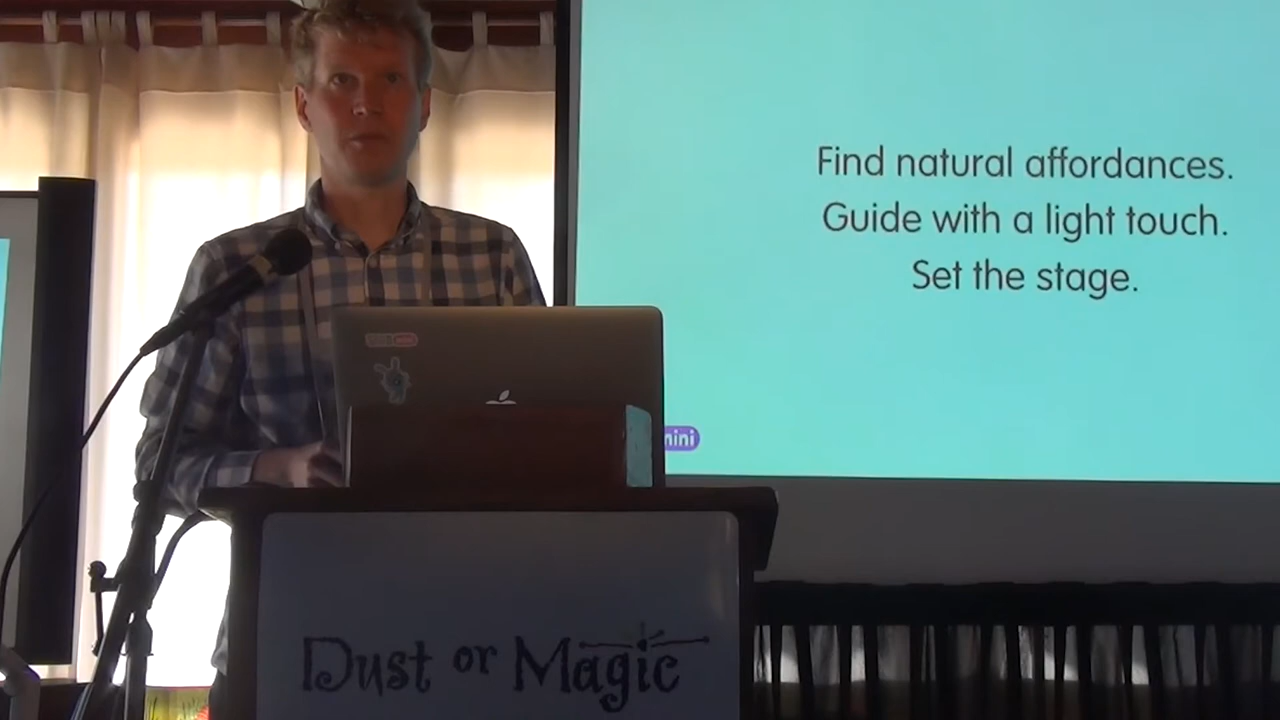 Find natural affordances.
Guide with a light touch.
Set the stage.
mini
Dust or Magic